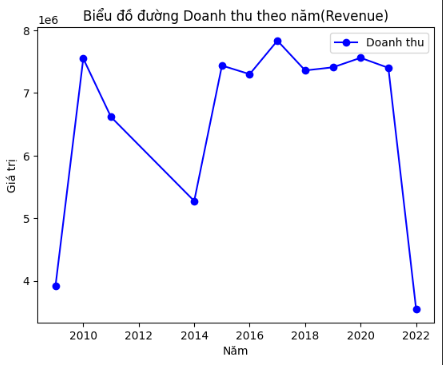 Biểu đồ đường Doanh thu theo năm(Revenue)
1e6
Doanh thu
8
7
6
5
4
Giá trị
2010 2012 2014 2016 2018 2020 2022
Năm